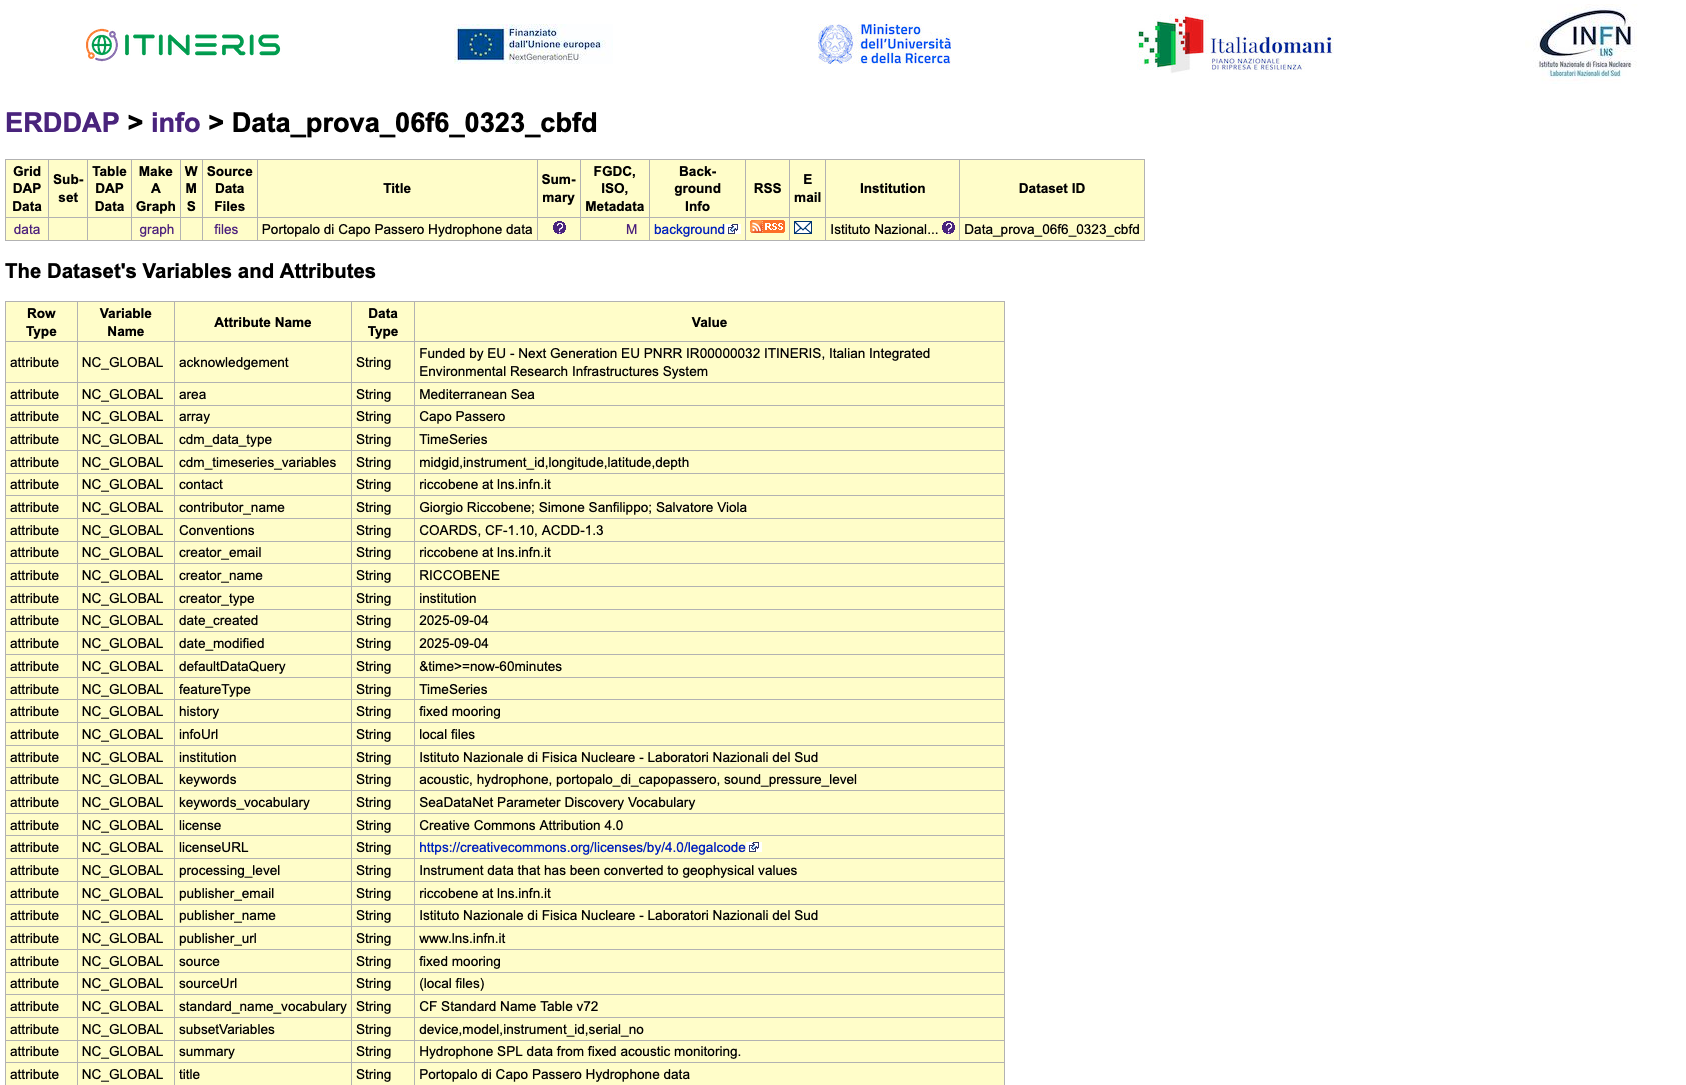 ITINERIS
Finanziato
dall'Unione europea
NextGenerationEU
Ministero
dell'Università
e della Ricerca
Italiadomani
PIANO NAZIONALE
DI RIPRESA E RESILIENZA
INFN
LNS
Istituto Nazionale di Fisica Nucleare
Laboratori Nazionali del Sud
ERDDAP > info > Data_prova_06f6_0323_cbfd
Grid DAP Data Sub-set Table DAP Data Make A Graph W M S Source Data Files Title Sum-mary FGDC, ISO, Metadata Back-ground Info RSS E mail Institution Dataset ID
data graph files Portopalo di Capo Passero Hydrophone data ? M background RSS Istituto Nazional... ? Data_prova_06f6_0323_cbfd
The Dataset's Variables and Attributes
Row Type Variable Name Attribute Name Data Type Value
attribute NC_GLOBAL acknowledgement String Funded by EU - Next Generation EU PNRR IR00000032 ITINERIS, Italian Integrated
Environmental Research Infrastructures System
attribute NC_GLOBAL area String Mediterranean Sea
attribute NC_GLOBAL array String Capo Passero
attribute NC_GLOBAL cdm_data_type String TimeSeries
attribute NC_GLOBAL cdm_timeseries_variables String midgid,instrument_id,longitude,latitude,depth
attribute NC_GLOBAL contact String riccobene at lns.infn.it
attribute NC_GLOBAL contributor_name String Giorgio Riccobene; Simone Sanfilippo; Salvatore Viola
attribute NC_GLOBAL Conventions String COARDS, CF-1.10, ACDD-1.3
attribute NC_GLOBAL creator_email String riccobene at lns.infn.it
attribute NC_GLOBAL creator_name String RICCOBENE
attribute NC_GLOBAL creator_type String institution
attribute NC_GLOBAL date_created String 2025-09-04
attribute NC_GLOBAL date_modified String 2025-09-04
attribute NC_GLOBAL defaultDataQuery String &time>=now-60minutes
attribute NC_GLOBAL featureType String TimeSeries
attribute NC_GLOBAL history String fixed mooring
attribute NC_GLOBAL infoUrl String local files
attribute NC_GLOBAL institution String Istituto Nazionale di Fisica Nucleare - Laboratori Nazionali del Sud
attribute NC_GLOBAL keywords String acoustic, hydrophone, portopalo_di_capopassero, sound_pressure_level
attribute NC_GLOBAL keywords_vocabulary String SeaDataNet Parameter Discovery Vocabulary
attribute NC_GLOBAL license String Creative Commons Attribution 4.0
attribute NC_GLOBAL licenseURL String https://creativecommons.org/licenses/by/4.0/legalcode
attribute NC_GLOBAL processing_level String Instrument data that has been converted to geophysical values
attribute NC_GLOBAL publisher_email String riccobene at lns.infn.it
attribute NC_GLOBAL publisher_name String Istituto Nazionale di Fisica Nucleare - Laboratori Nazionali del Sud
attribute NC_GLOBAL publisher_url String www.lns.infn.it
attribute NC_GLOBAL source String fixed mooring
attribute NC_GLOBAL sourceUrl String (local files)
attribute NC_GLOBAL standard_name_vocabulary String CF Standard Name Table v72
attribute NC_GLOBAL subsetVariables String device,model,instrument_id,serial_no
attribute NC_GLOBAL summary String Hydrophone SPL data from fixed acoustic monitoring.
attribute NC_GLOBAL title String Portopalo di Capo Passero Hydrophone data